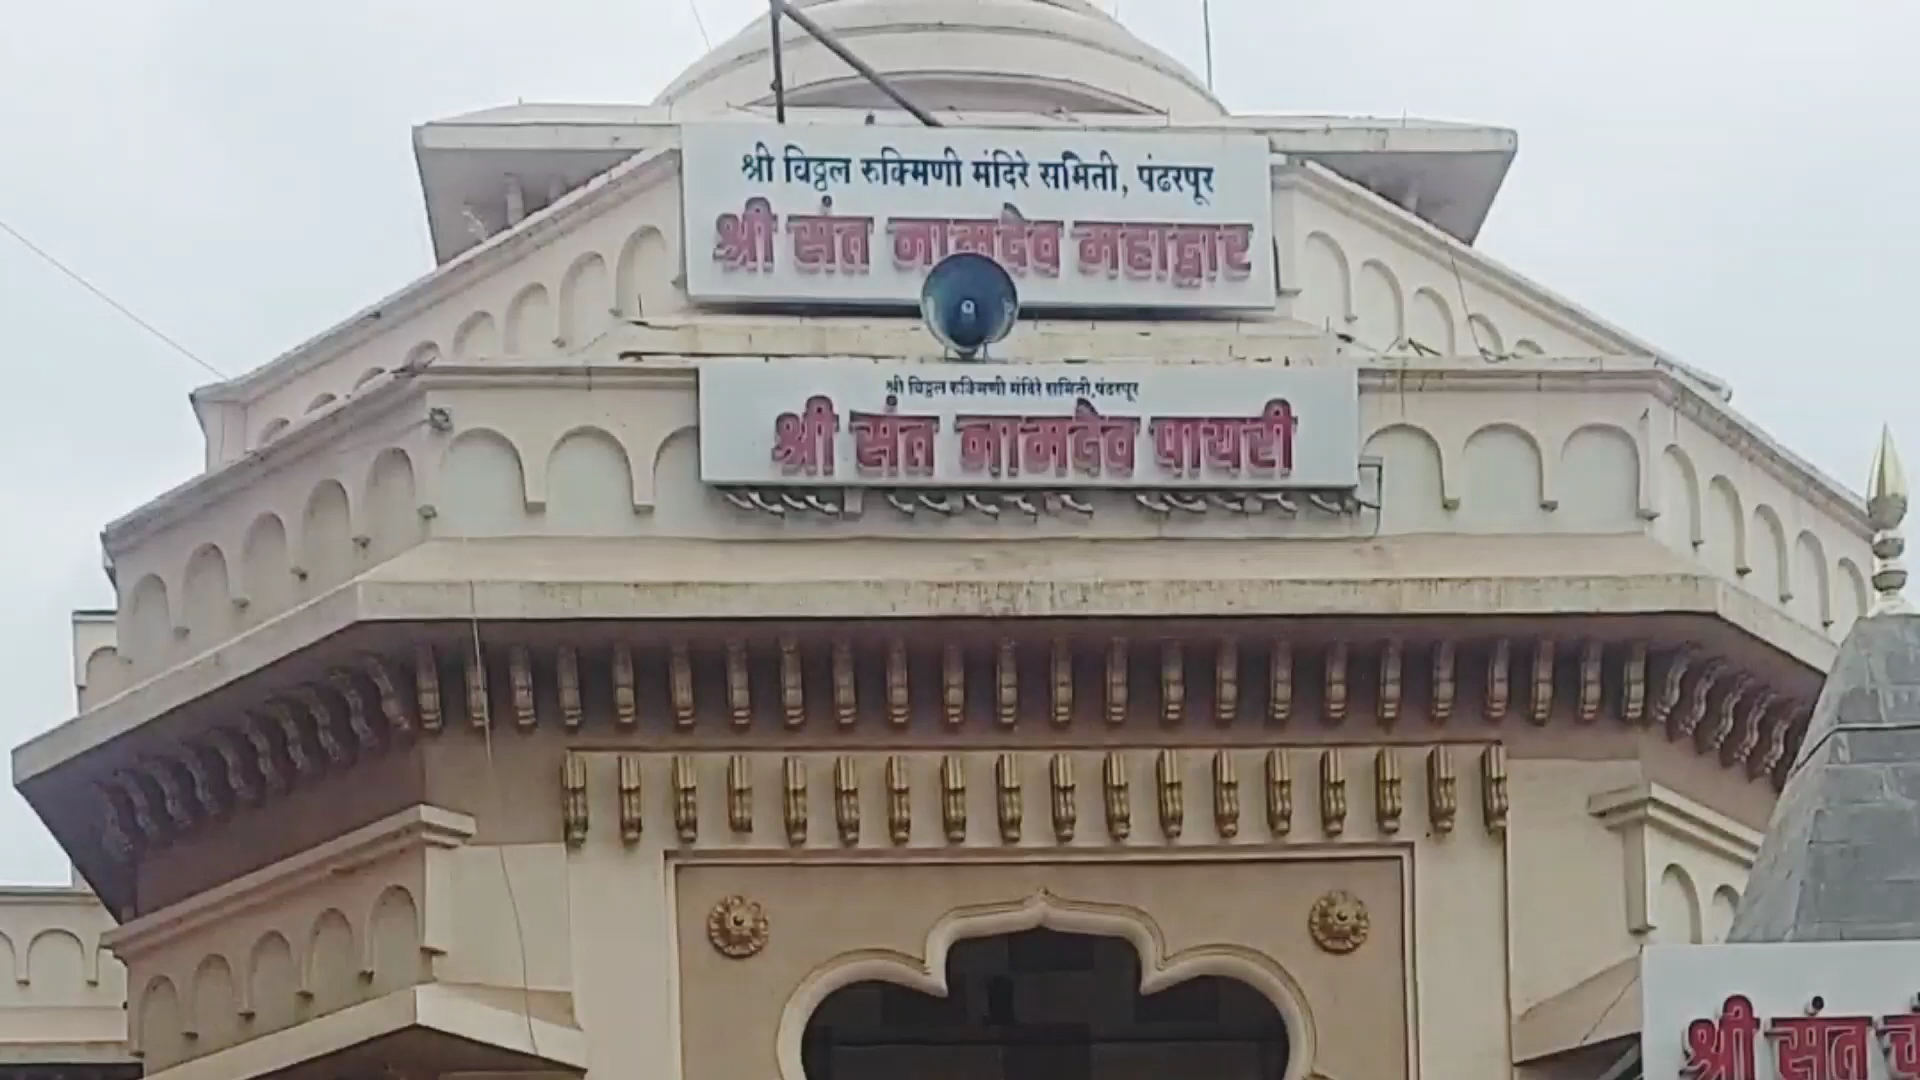 श्री विठ्ठल रुक्मिणी मंदिरे समिती, पंढरपूर
श्री संत नामदेव महाद्वार
श्री विठ्ठल रुक्मिणी मंदिरे समिती,पंढरपूर
श्री संत नामदेव पायरी
श्री संत